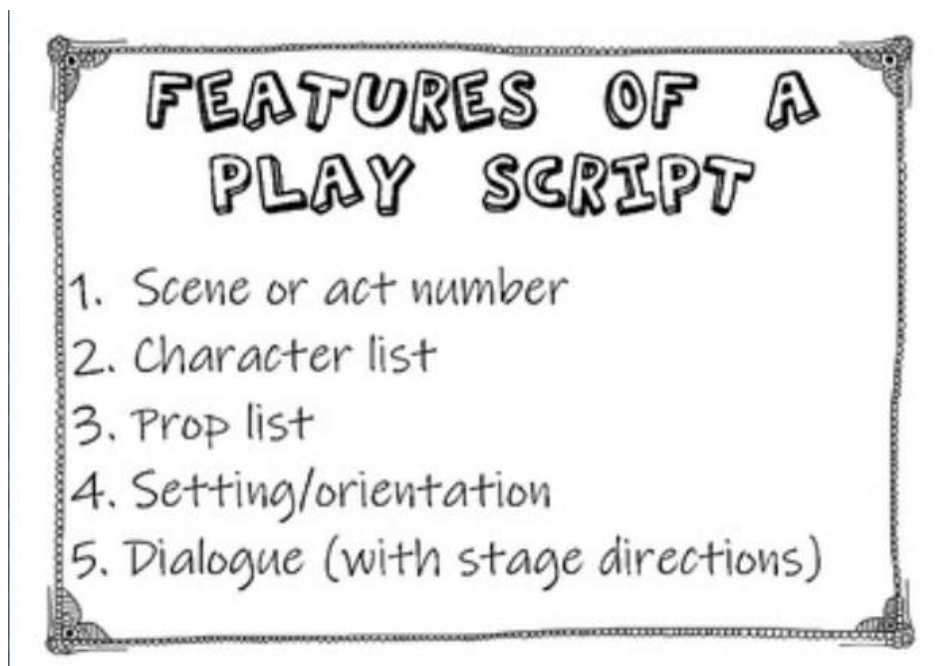 FEATURES OF A
PLAY SCRIPT
1. Scene or act number
2. Character list
3. Prop list
4. Setting/orientation
5. Dialogue (with stage directions)